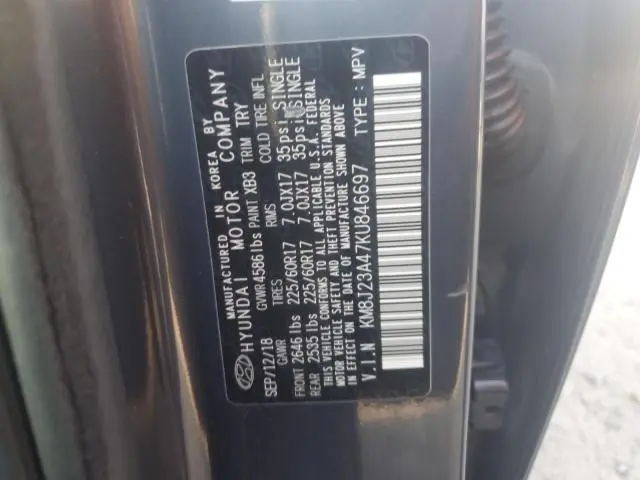 MANUFACTURED IN KOREA BY
HYUNDAI MOTOR COMPANY
SEP/12/18 GVWR 4586 lbs PAINT XB3 TRIM TRY
GAWR TIRES RIMS COLD TIRE INFL
FRONT 2646 lbs 225/60R17 7.0JX17 35psi SINGLE
REAR 2535 lbs 225/60R17 7.0JX17 35psi SINGLE
THIS VEHICLE CONFORMS TO ALL APPLICABLE U.S.A. FEDERAL
MOTOR VEHICLE SAFETY AND THEFT PREVENTION STANDARDS
IN EFFECT ON THE DATE OF MANUFACTURE SHOWN ABOVE
V.I.N KM8J23A47KU846697 TYPE : MPV